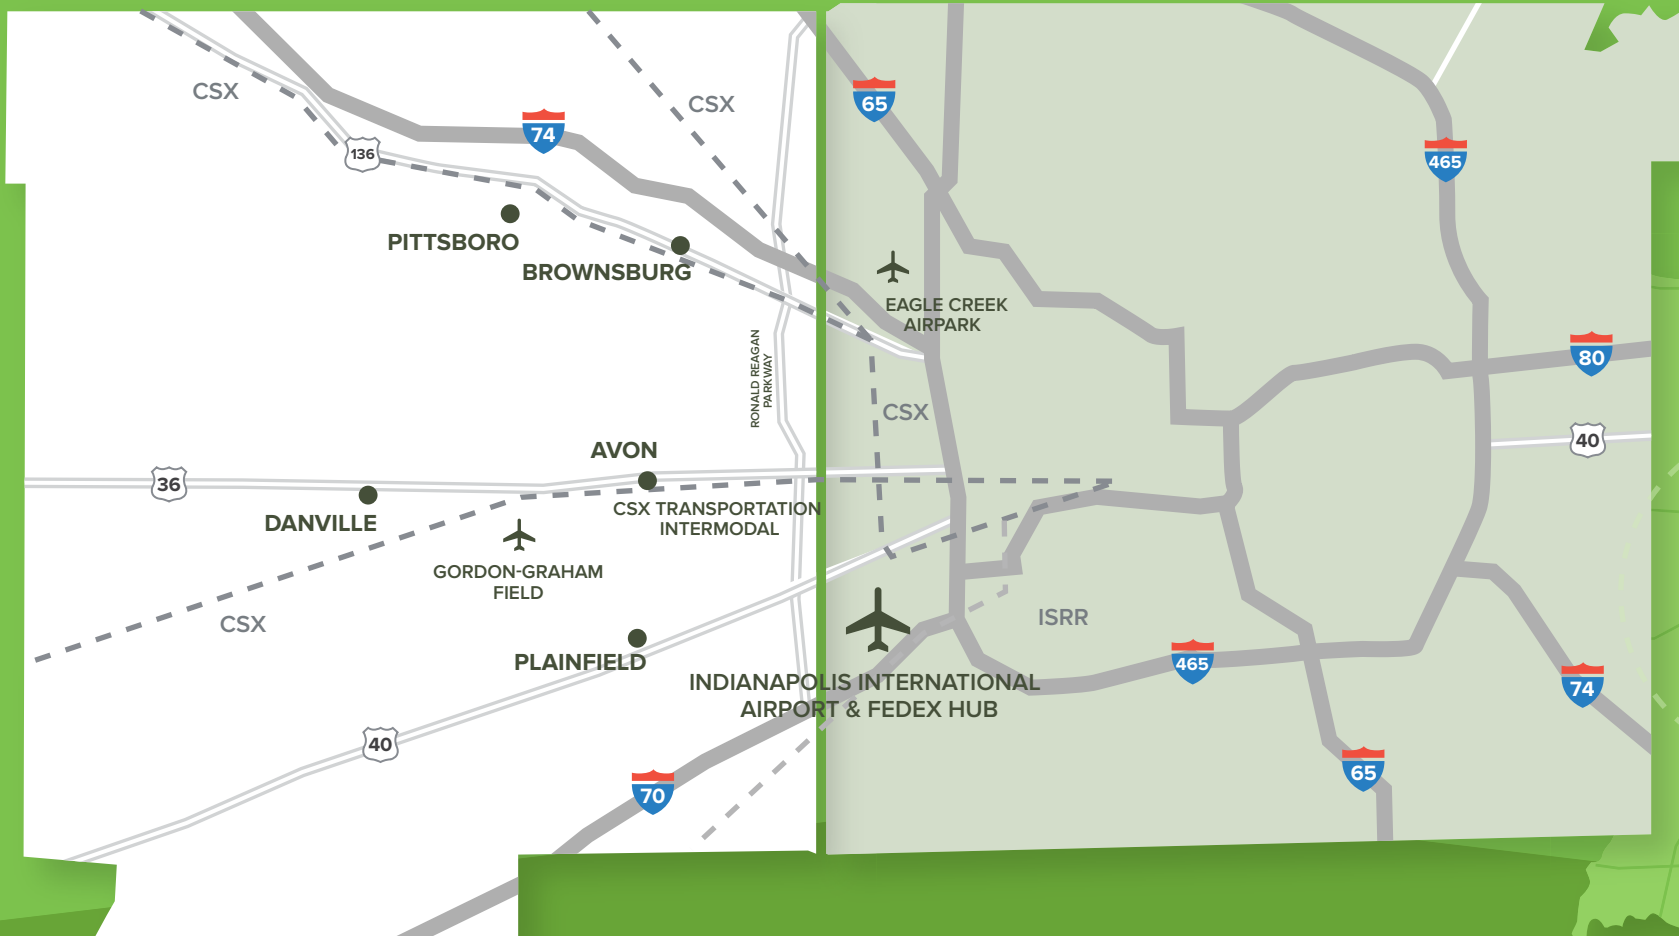 CSX
CSX
65
74
136
465
PITTSBORO
BROWNSBURG
EAGLE CREEK
AIRPARK
RONALD REAGAN
PARKWAY
80
CSX
40
AVON
36
DANVILLE
CSX TRANSPORTATION
INTERMODAL
GORDON-GRAHAM
FIELD
CSX
ISRR
PLAINFIELD
465
INDIANAPOLIS INTERNATIONAL
AIRPORT & FEDEX HUB
74
40
65
70